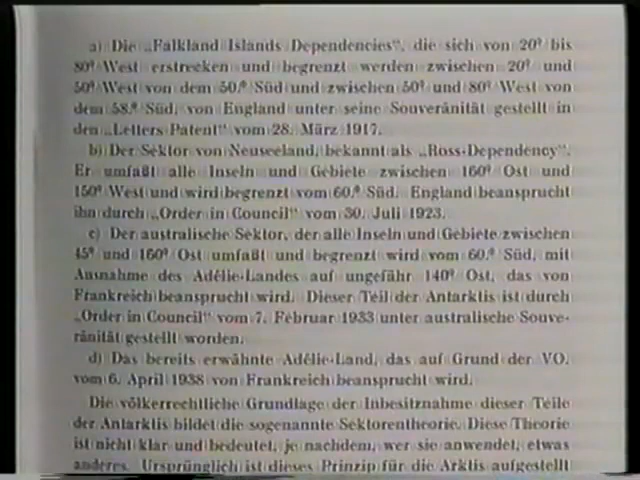 a) Die „Falkland Islands Dependencies“, die sich von 20° bis
80° West erstrecken und begrenzt werden zwischen 20° und
50° West von dem 50.° Süd und zwischen 50° und 80° West von
dem 58.° Süd, von England unter seine Souveränität gestellt in
den „Letters Patent“ vom 28. März 1917.
b) Der Sektor von Neuseeland, bekannt als „Ross-Dependency“.
Er umfaßt alle Inseln und Gebiete zwischen 160° Ost und
150° West und wird begrenzt vom 60.° Süd. England beansprucht
ihn durch „Order in Council“ vom 30. Juli 1923.
c) Der australische Sektor, der alle Inseln und Gebiete zwischen
45° und 160° Ost umfaßt und begrenzt wird vom 60.° Süd, mit
Ausnahme des Adélie-Landes auf ungefähr 140° Ost, das von
Frankreich beansprucht wird. Dieser Teil der Antarktis ist durch
„Order in Council“ vom 7. Februar 1933 unter australische Souve-
ränität gestellt worden.
d) Das bereits erwähnte Adélie-Land, das auf Grund der VO.
vom 6. April 1938 von Frankreich beansprucht wird.
Die völkerrechtliche Grundlage der Inbesitznahme dieser Teile
der Antarktis bildet die sogenannte Sektorentheorie. Diese Theorie
ist nicht klar und bedeutet, je nachdem, wer sie anwendet, etwas
anderes. Ursprünglich ist dieses Prinzip für die Arktis aufgestellt